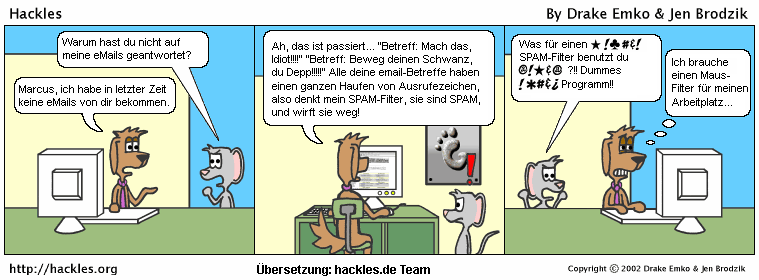 Hackles
By Drake Emko & Jen Brodzik
Warum hast du nicht auf
meine eMails geantwortet?
Marcus, ich habe in letzter Zeit
keine eMails von dir bekommen.
Ah, das ist passiert... "Betreff: Mach das,
Idiot!!!!" "Betreff: Beweg deinen Schwanz,
du Depp!!!!!" Alle deine email-Betreffe haben
einen ganzen Haufen von Ausrufezeichen,
also denkt mein SPAM-Filter, sie sind SPAM,
und wirft sie weg!
!
Was für einen ★!♣#&!
SPAM-Filter benutzt du
@!★&@ ?!! Dummes
!*#&¿ Programm!!
Ich brauche
einen Maus-
Filter für meinen
Arbeitplatz...
http://hackles.org
Übersetzung: hackles.de Team
Copyright © 2002 Drake Emko & Jen Brodzik